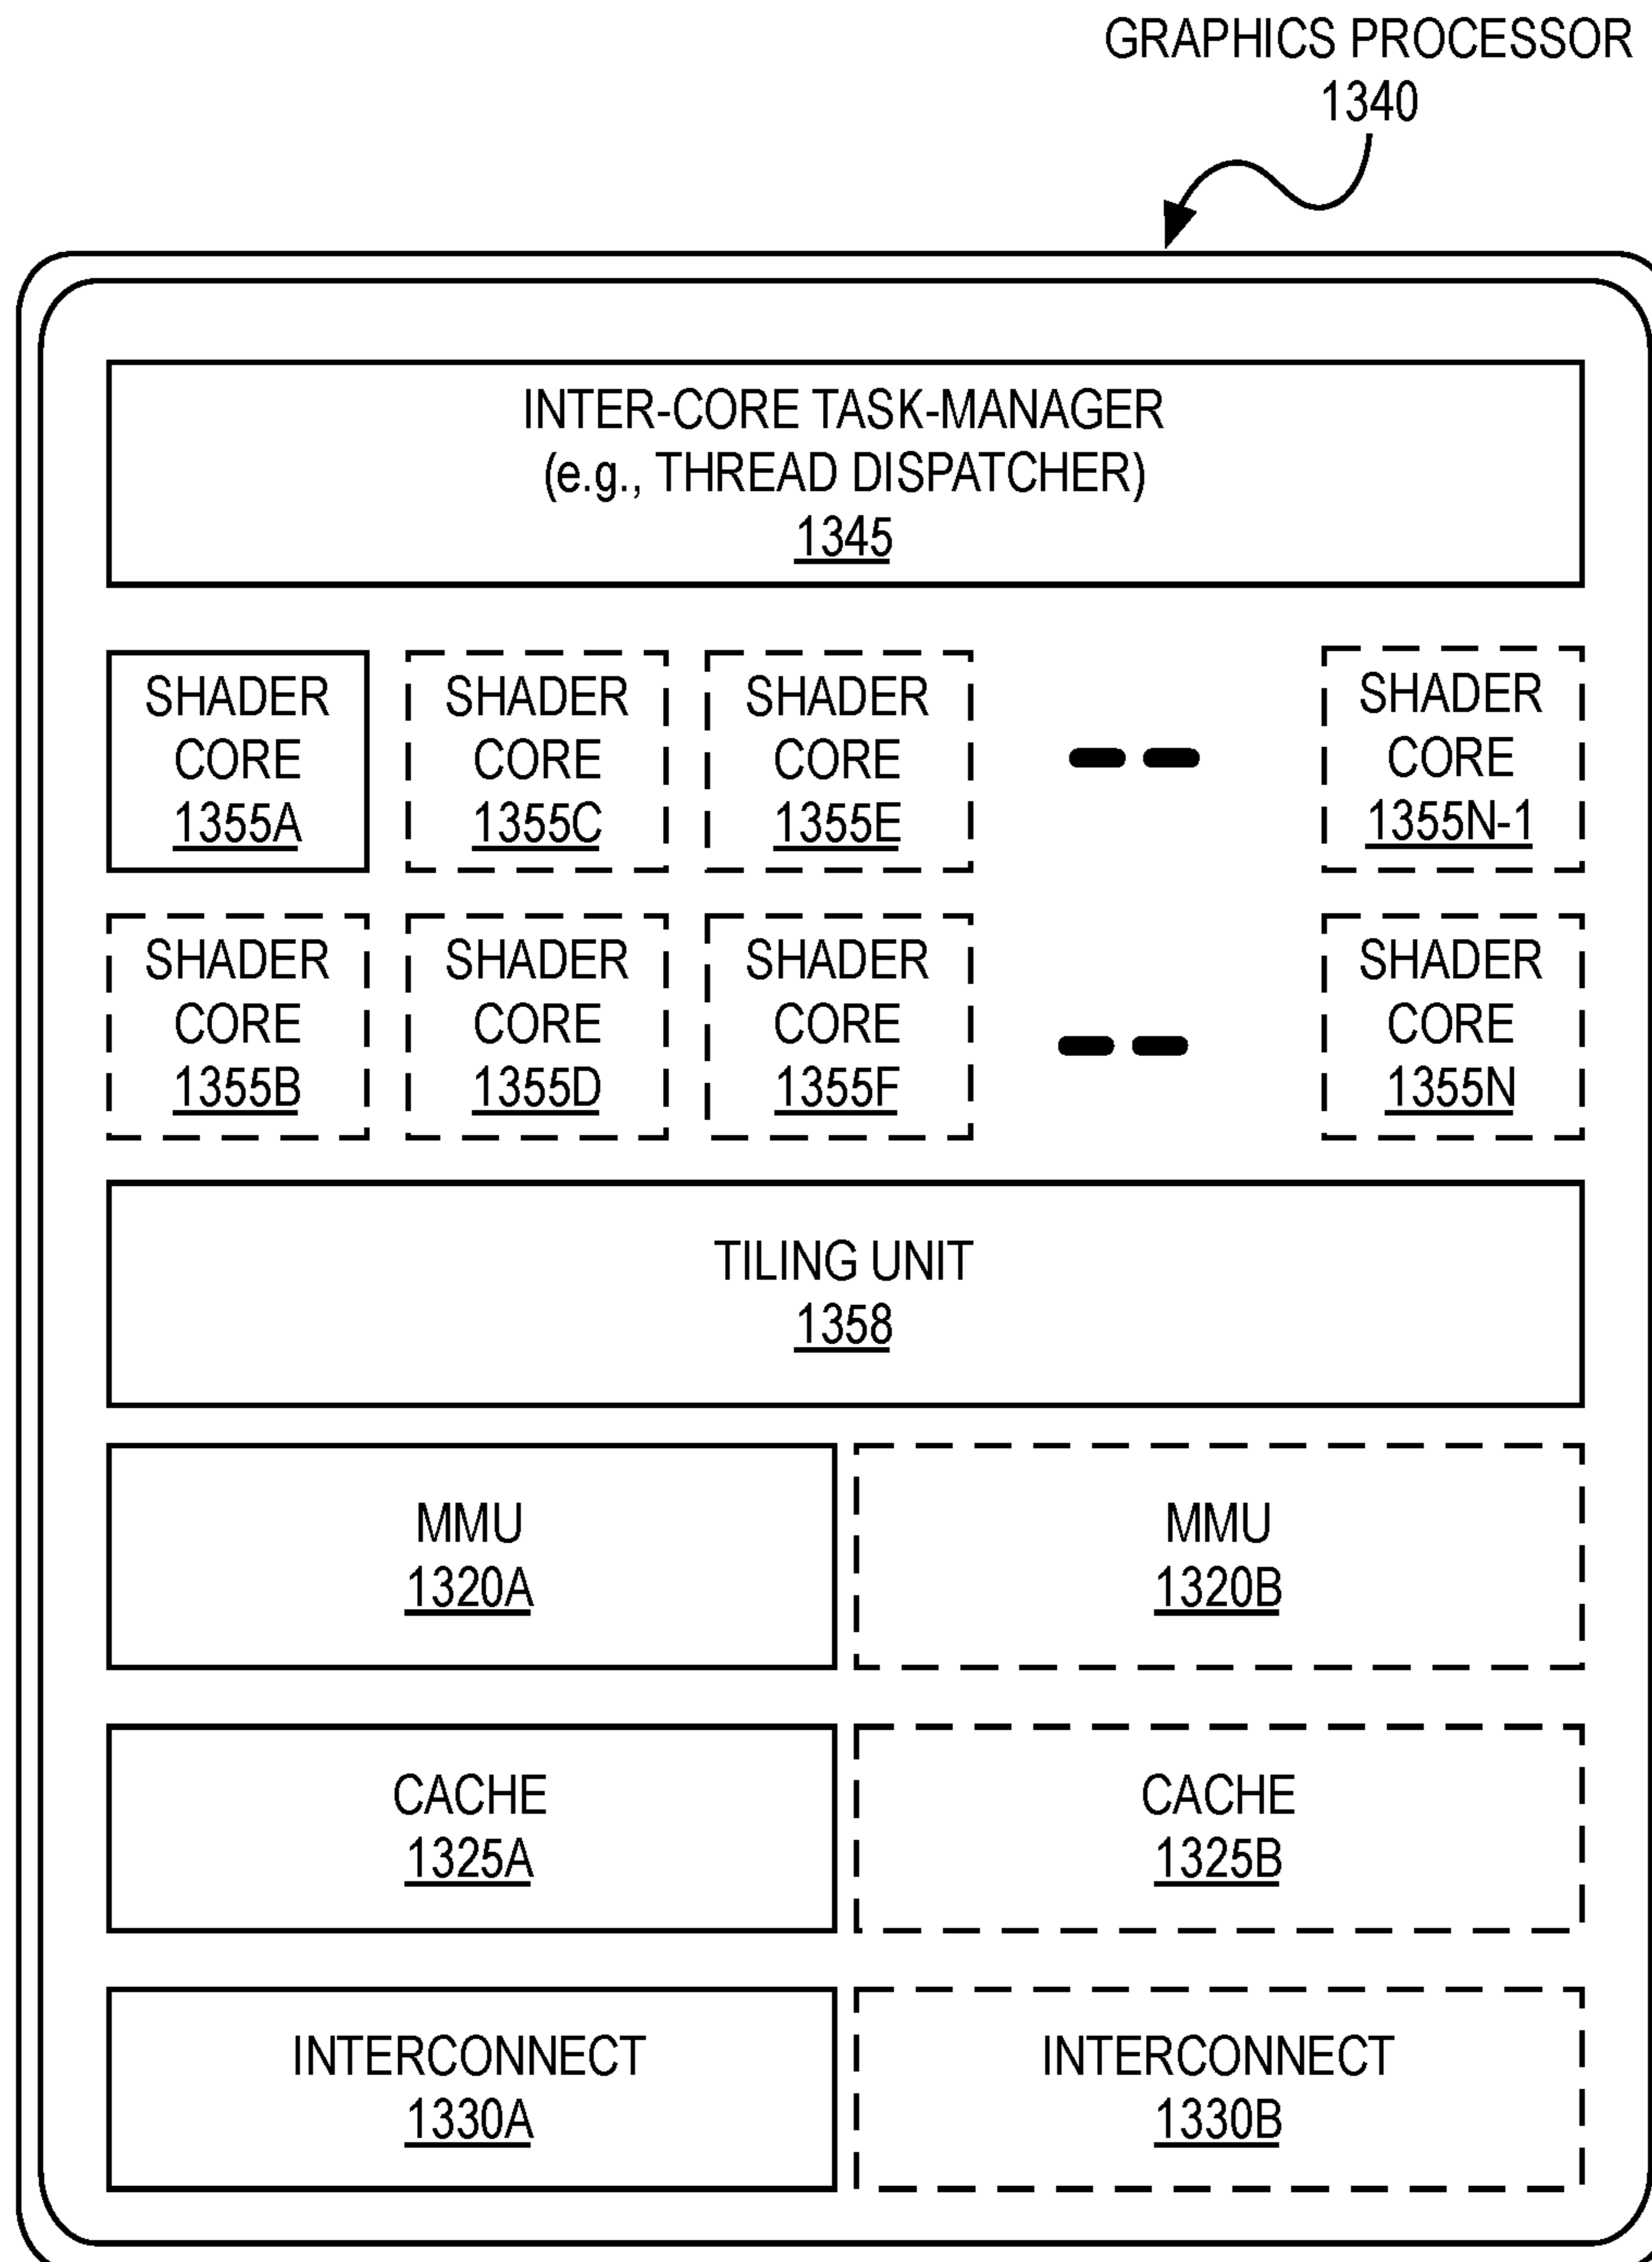 GRAPHICS PROCESSOR
1340
INTER-CORE TASK-MANAGER
(e.g., THREAD DISPATCHER)
1345
SHADER
CORE
1355A
SHADER
CORE
1355C
SHADER
CORE
1355E
SHADER
CORE
1355N-1
SHADER
CORE
1355B
SHADER
CORE
1355D
SHADER
CORE
1355F
SHADER
CORE
1355N
TILING UNIT
1358
MMU
1320A
MMU
1320B
CACHE
1325A
CACHE
1325B
INTERCONNECT
1330A
INTERCONNECT
1330B